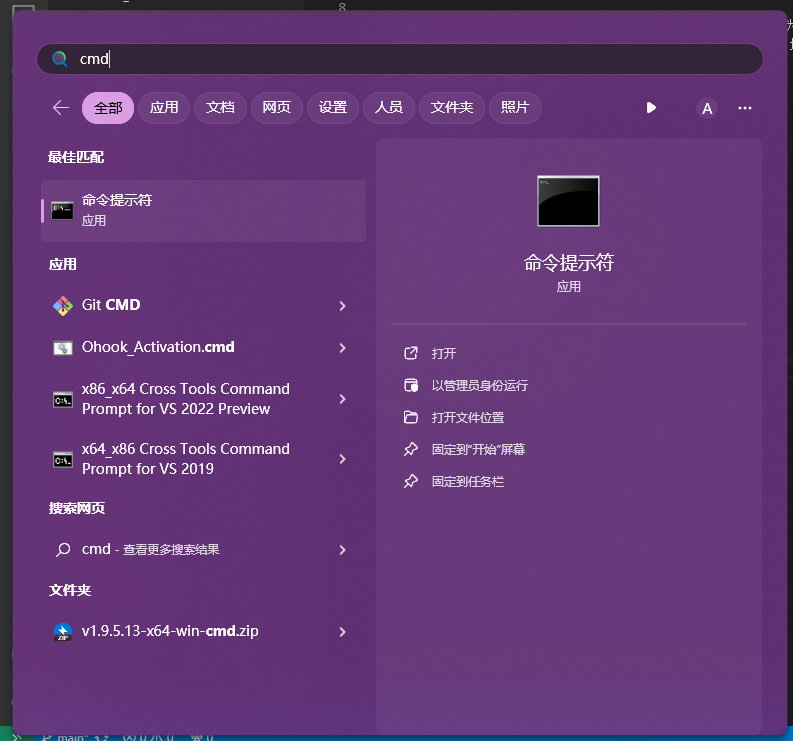 8
cmd
全部 应用 文档 网页 设置 人员 文件夹 照片 A
最佳匹配
命令提示符
应用
应用
Git CMD
Ohook_Activation.cmd
x86_x64 Cross Tools Command
Prompt for VS 2022 Preview
x64_x86 Cross Tools Command
Prompt for VS 2019
搜索网页
cmd - 查看更多搜索结果
文件夹
v1.9.5.13-x64-win-cmd.zip
命令提示符
应用
打开
以管理员身份运行
打开文件位置
固定到"开始"屏幕
固定到任务栏
main*